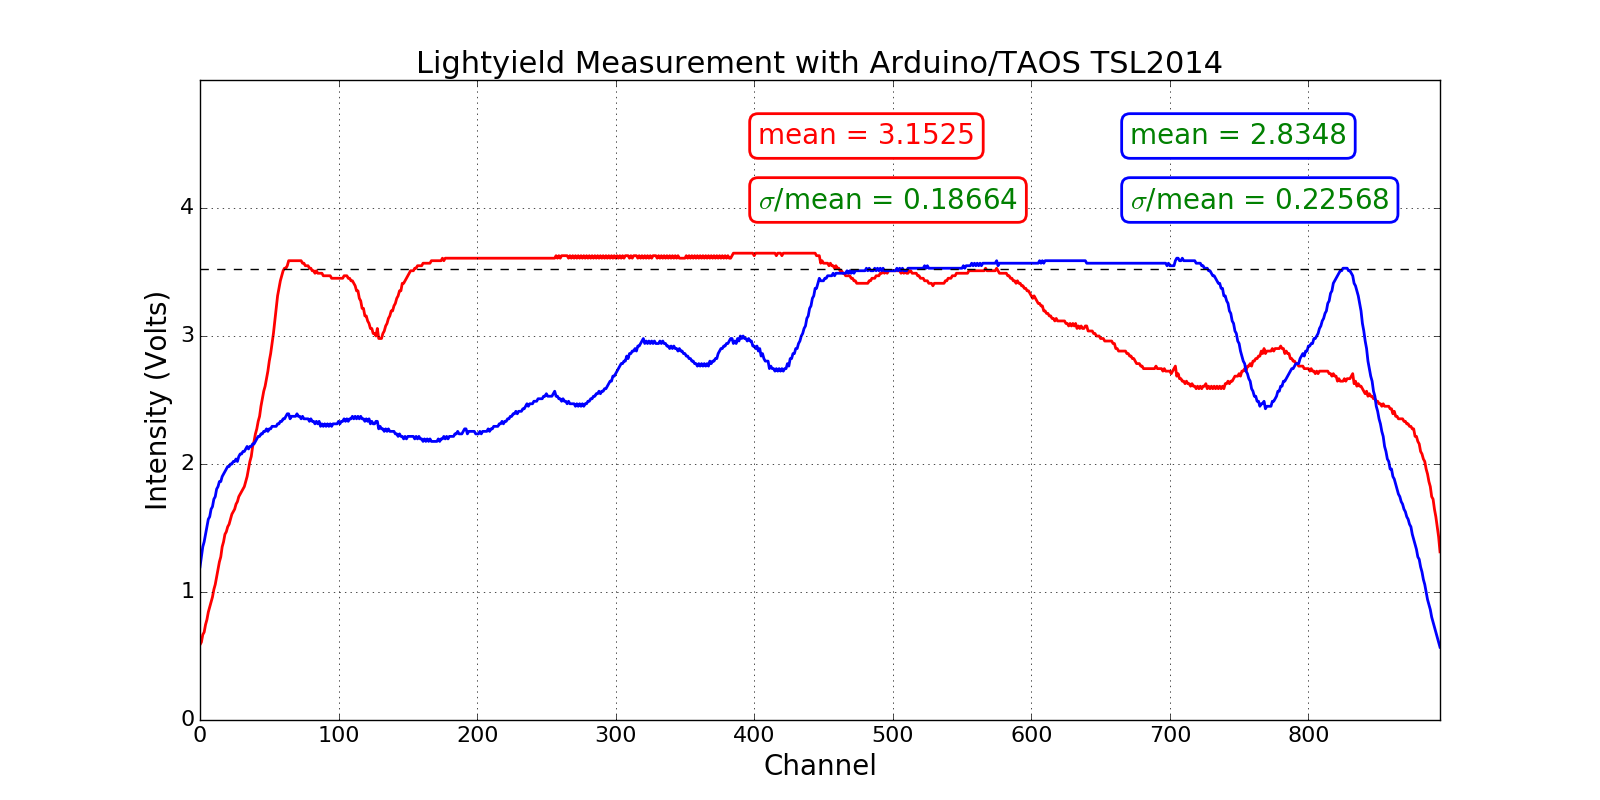 Lightyield Measurement with Arduino/TAOS TSL2014
mean = 3.1525
mean = 2.8348
σ/mean = 0.18664
σ/mean = 0.22568
Intensity (Volts)
4
3
2
1
0
0 100 200 300 400 500 600 700 800
Channel